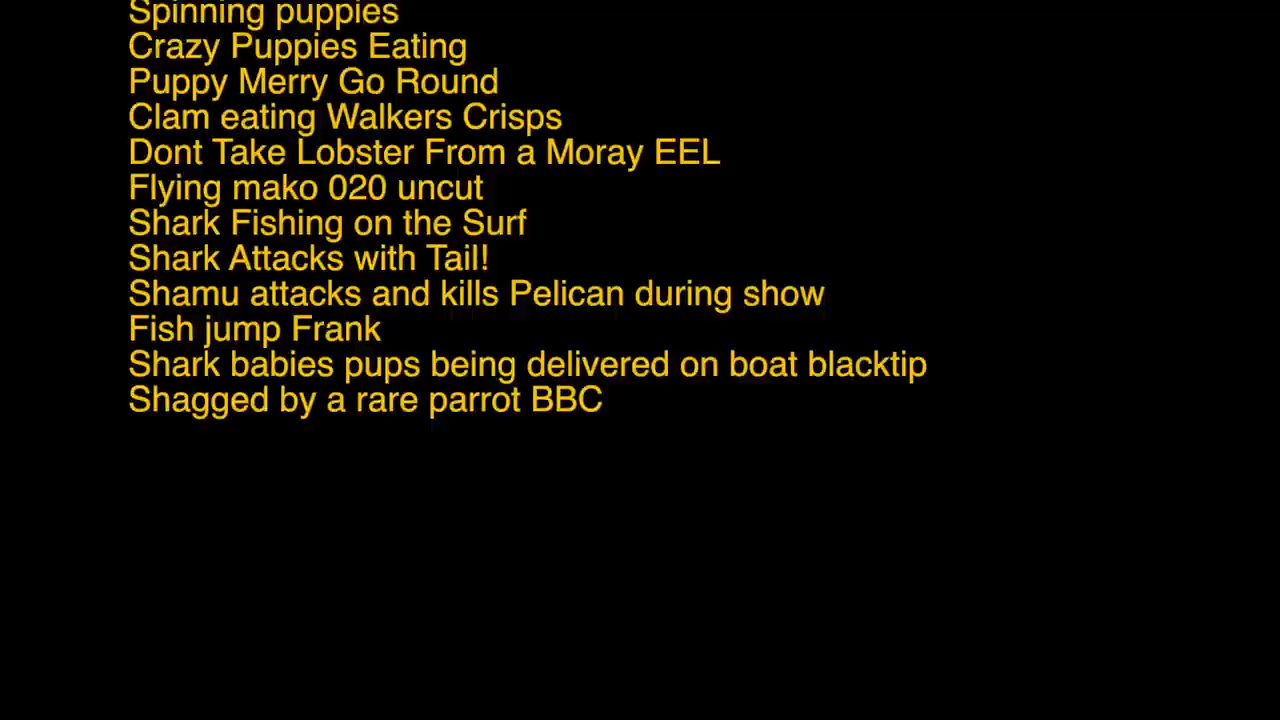 Spinning puppies
Crazy Puppies Eating
Puppy Merry Go Round
Clam eating Walkers Crisps
Dont Take Lobster From a Moray EEL
Flying mako 020 uncut
Shark Fishing on the Surf
Shark Attacks with Tail!
Shamu attacks and kills Pelican during show
Fish jump Frank
Shark babies pups being delivered on boat blacktip
Shagged by a rare parrot BBC